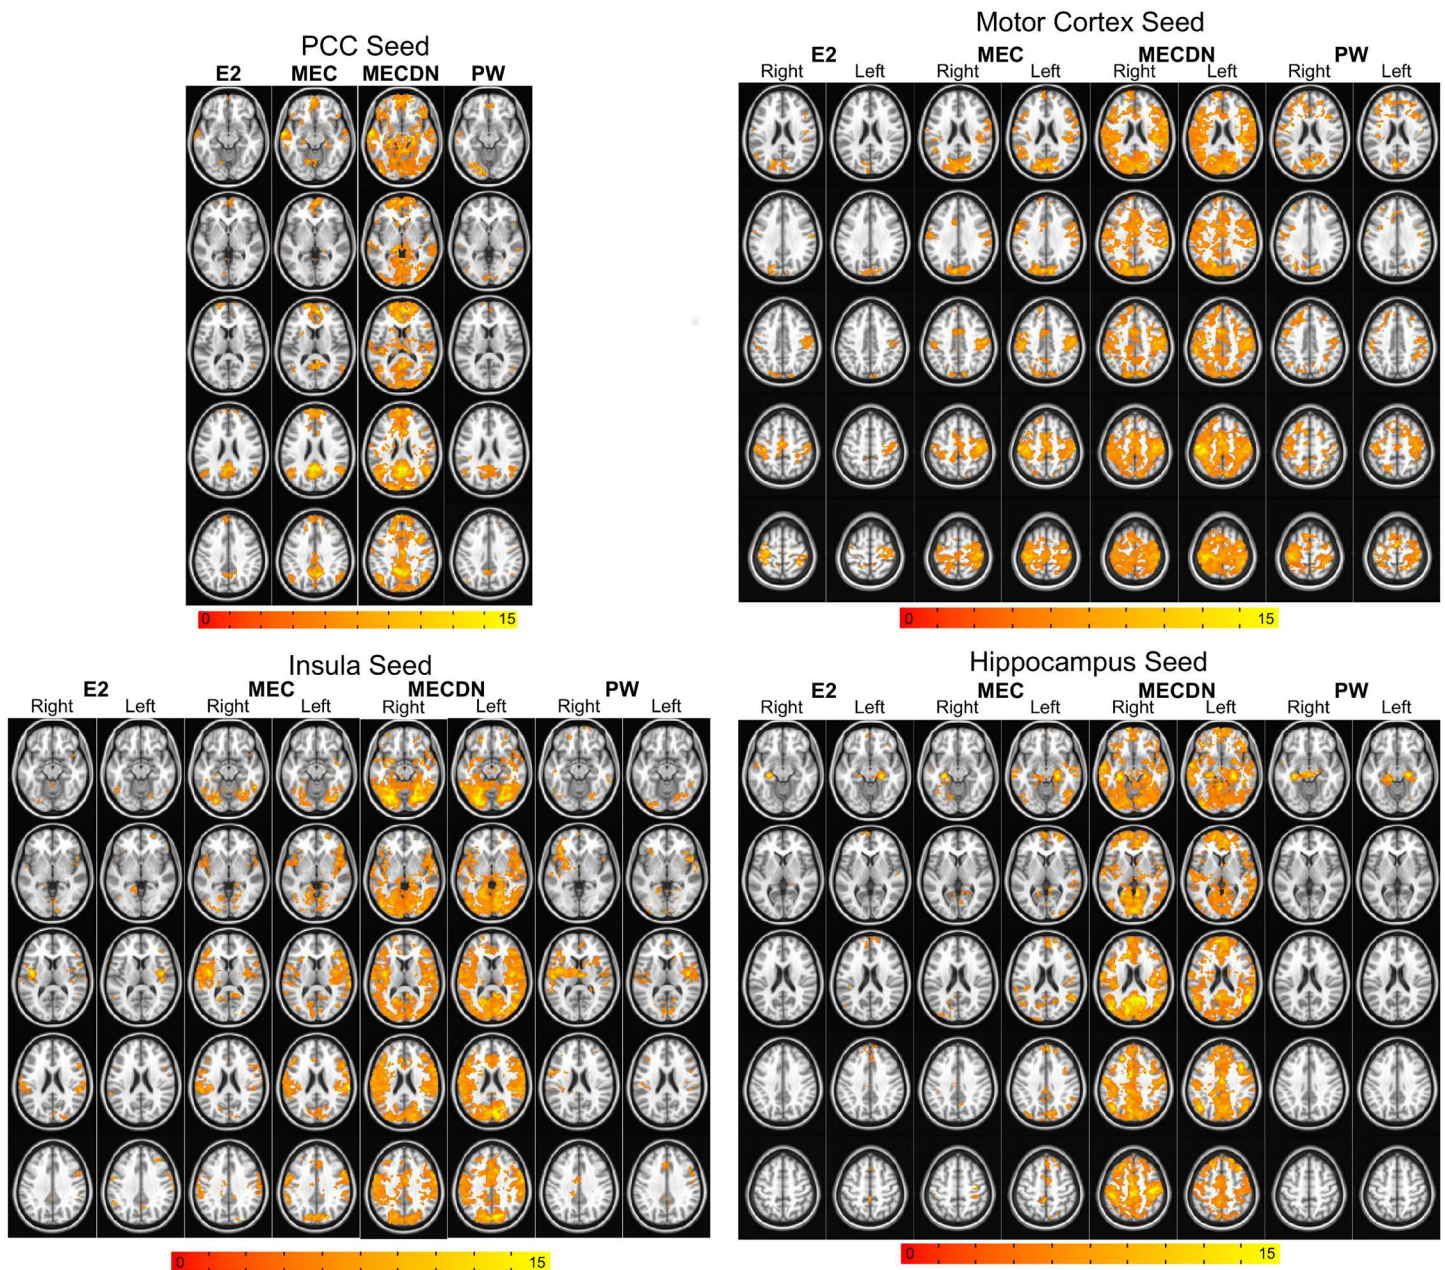 PCC Seed
E2 MEC MECDN PW
0 15
Motor Cortex Seed
E2 MEC MECDN PW
Right Left Right Left Right Left Right Left
0 15
Insula Seed
E2 MEC MECDN PW
Right Left Right Left Right Left Right Left
0 15
Hippocampus Seed
E2 MEC MECDN PW
Right Left Right Left Right Left Right Left
0 15